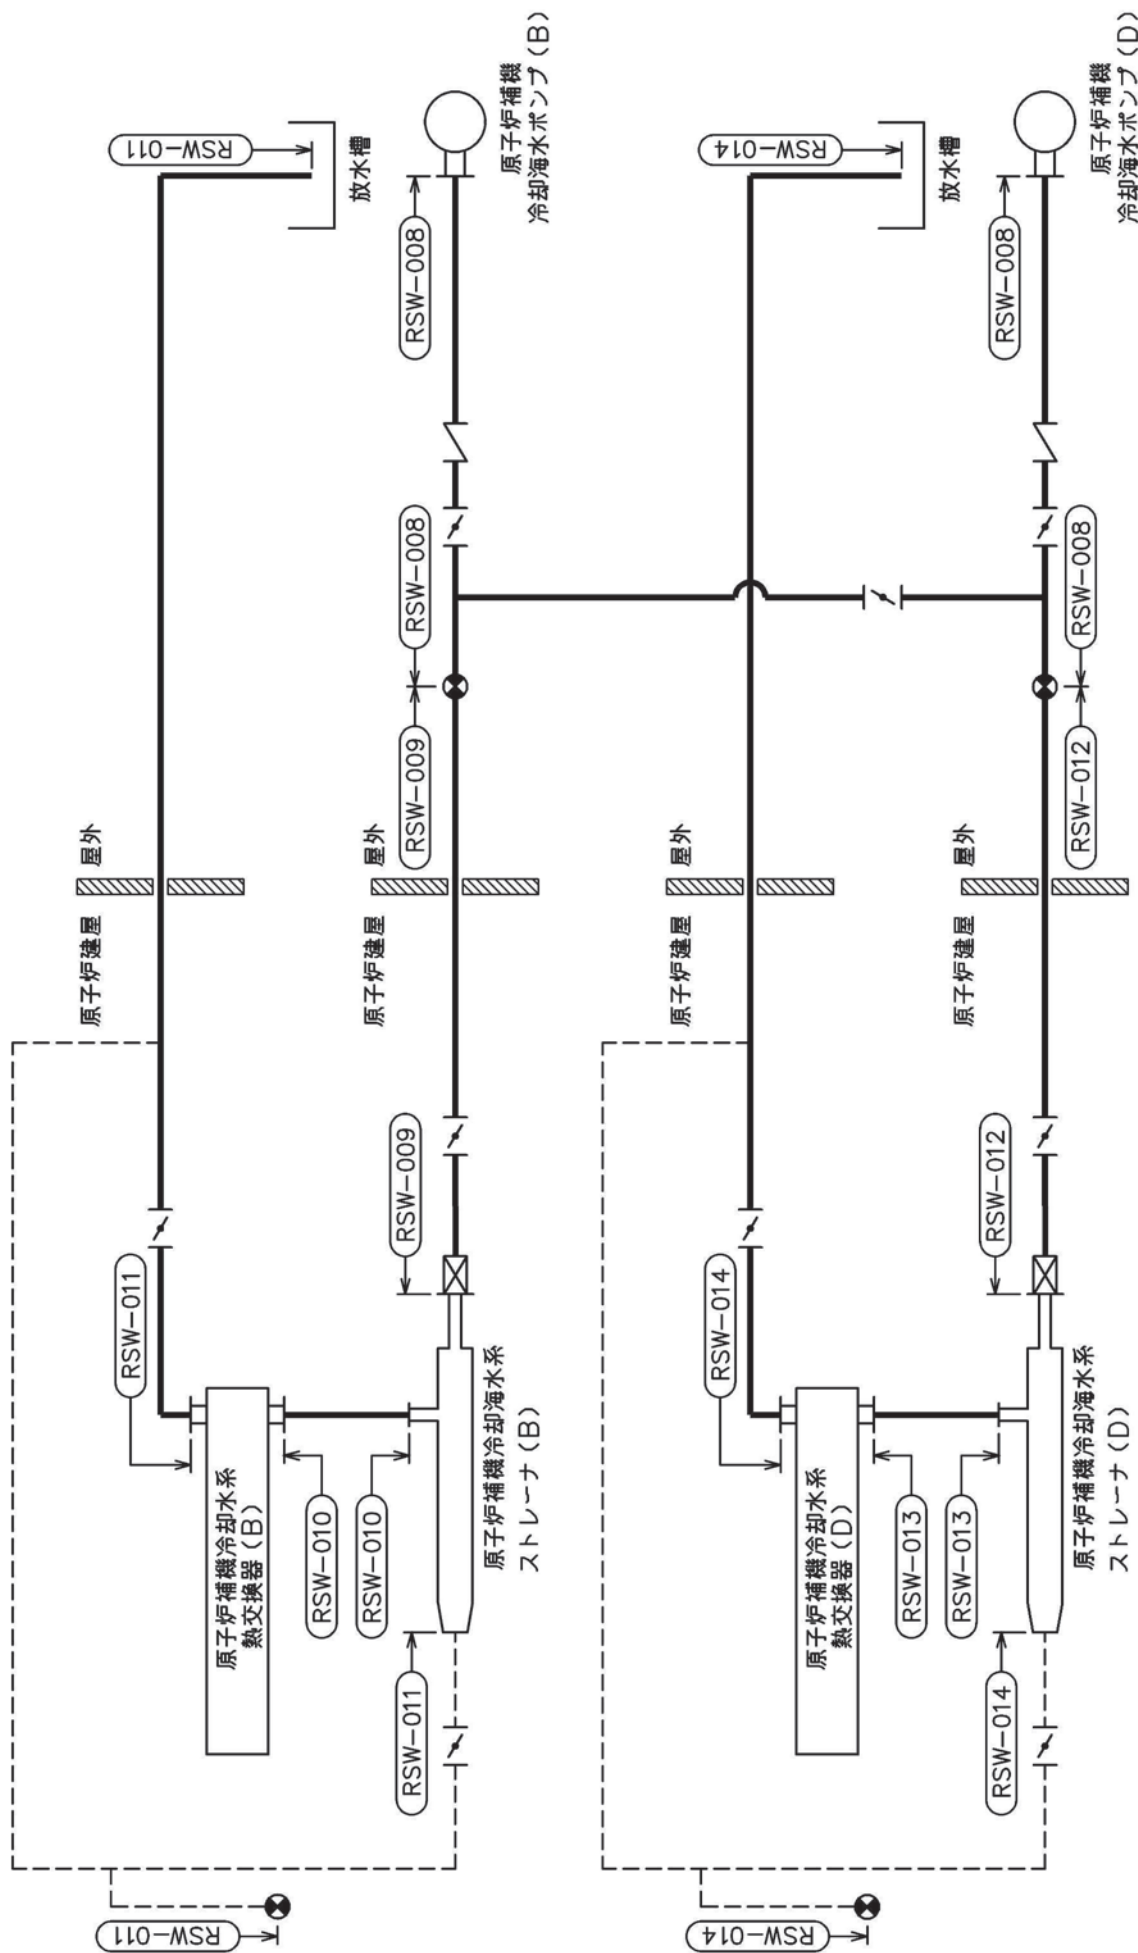 RSW-011
放水槽
RSW-008
原子炉補機
冷却海水ポンプ(B)
RSW-008
RSW-009
屋外
原子炉建屋
屋外
原子炉建屋
RSW-009
RSW-011
原子炉補機冷却水系
熱交換器(B)
RSW-010
RSW-010
原子炉補機冷却海水系
ストレーナ(B)
RSW-011
RSW-011
RSW-014
放水槽
RSW-008
原子炉補機
冷却海水ポンプ(D)
RSW-008
RSW-012
屋外
原子炉建屋
屋外
原子炉建屋
RSW-012
RSW-014
原子炉補機冷却水系
熱交換器(D)
RSW-013
RSW-013
原子炉補機冷却海水系
ストレーナ(D)
RSW-014
RSW-014